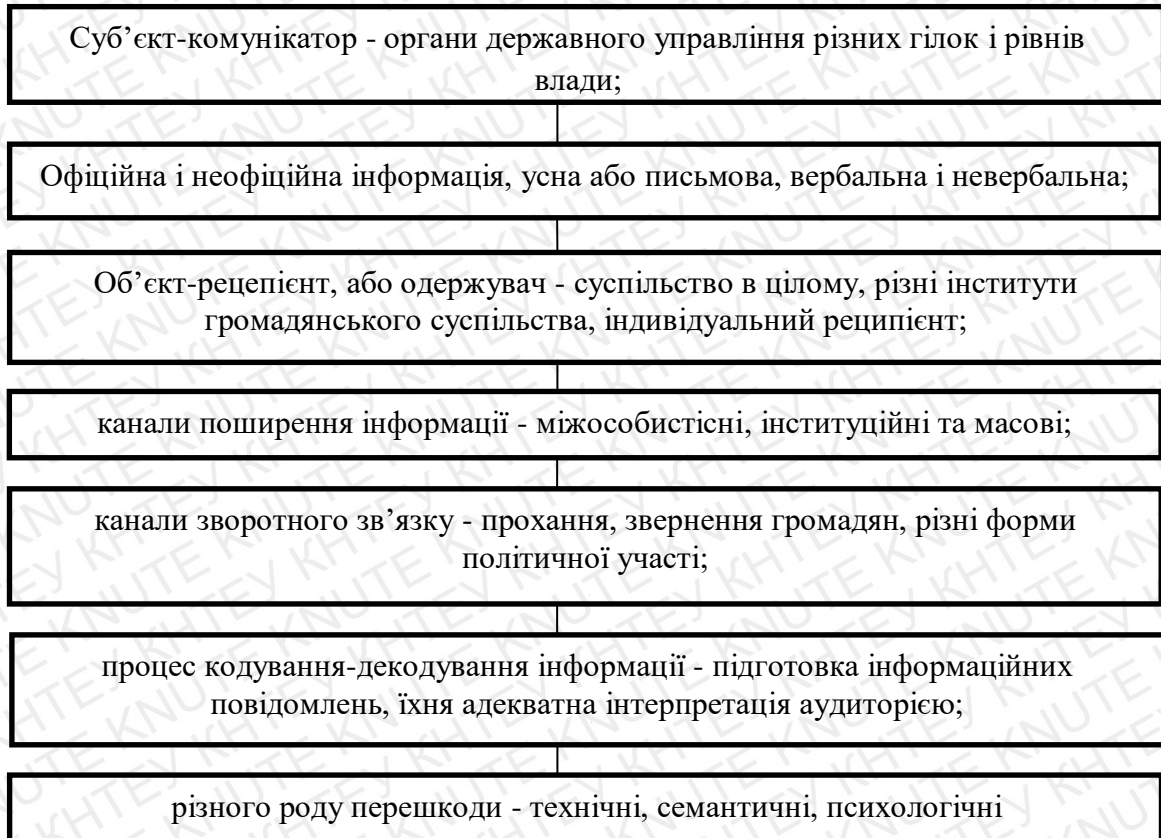 Суб’єкт-комунікатор - органи державного управління різних гілок і рівнів
влади;
Офіційна і неофіційна інформація, усна або письмова, вербальна і невербальна;
Об’єкт-рецепієнт, або одержувач - суспільство в цілому, різні інститути
громадянського суспільства, індивідуальний реципієнт;
канали поширення інформації - міжособистісні, інституційні та масові;
канали зворотного зв’язку - прохання, звернення громадян, різні форми
політичної участі;
процес кодування-декодування інформації - підготовка інформаційних
повідомлень, їхня адекватна інтерпретація аудиторією;
різного роду перешкоди - технічні, семантичні, психологічні